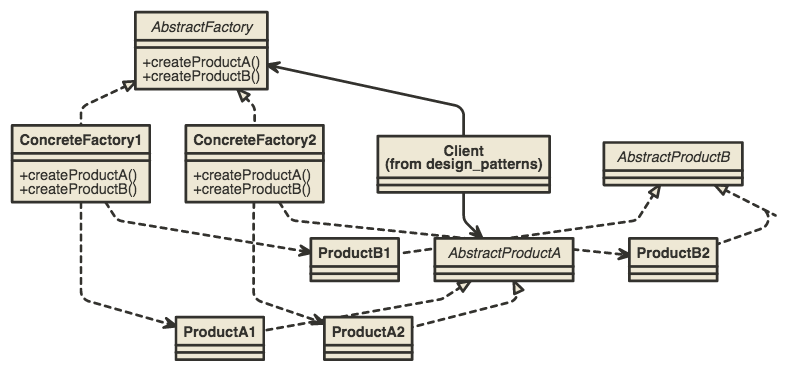 AbstractFactory
+createProductA()
+createProductB()
ConcreteFactory1
+createProductA()
+createProductB()
ConcreteFactory2
+createProductA()
+createProductB()
Client
(from design_patterns)
AbstractProductB
ProductB1
AbstractProductA
ProductB2
ProductA1
ProductA2